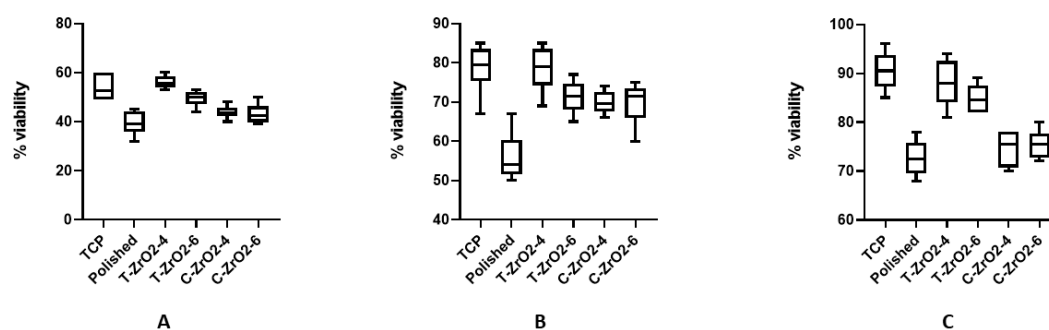 % viability
80
60
40
20
0
TCP
Polished
T-ZrO2-4
T-ZrO2-6
C-ZrO2-4
C-ZrO2-6
A
% viability
90
80
70
60
50
40
TCP
Polished
T-ZrO2-4
T-ZrO2-6
C-ZrO2-4
C-ZrO2-6
B
% viability
100
90
80
70
60
TCP
Polished
T-ZrO2-4
T-ZrO2-6
C-ZrO2-4
C-ZrO2-6
C